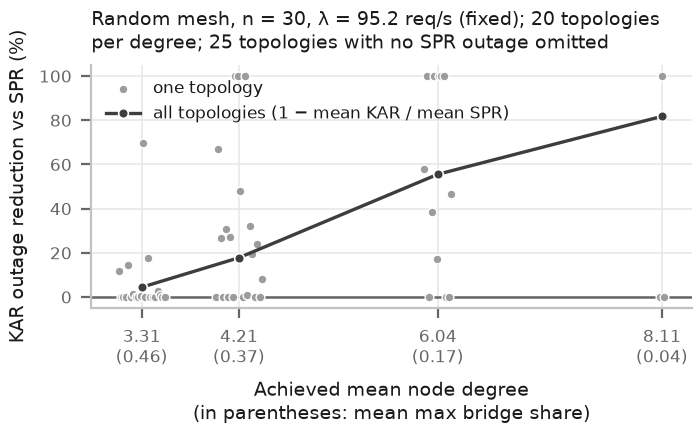 Random mesh, n = 30, λ = 95.2 req/s (fixed); 20 topologies
per degree; 25 topologies with no SPR outage omitted
KAR outage reduction vs SPR (%)
100
80
60
40
20
0
one topology
all topologies (1 − mean KAR / mean SPR)
3.31
(0.46)
4.21
(0.37)
6.04
(0.17)
8.11
(0.04)
Achieved mean node degree
(in parentheses: mean max bridge share)